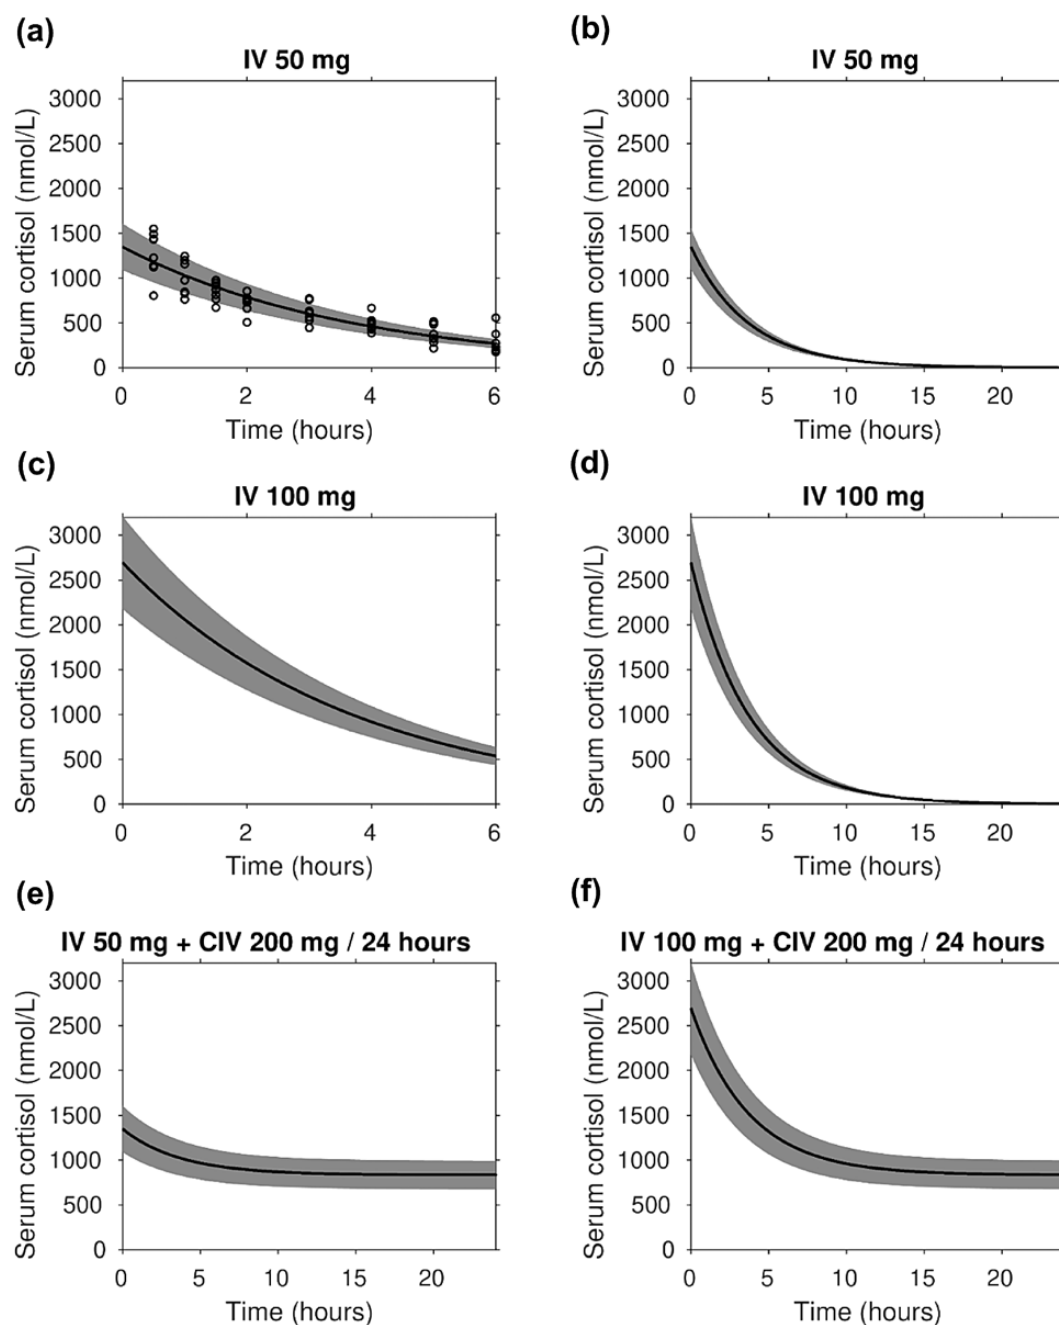 (a)
IV 50 mg
Serum cortisol (nmol/L)
3000
2500
2000
1500
1000
500
0
0 2 4 6
Time (hours)
(b)
IV 50 mg
Serum cortisol (nmol/L)
3000
2500
2000
1500
1000
500
0
0 5 10 15 20
Time (hours)
(c)
IV 100 mg
Serum cortisol (nmol/L)
3000
2500
2000
1500
1000
500
0
0 2 4 6
Time (hours)
(d)
IV 100 mg
Serum cortisol (nmol/L)
3000
2500
2000
1500
1000
500
0
0 5 10 15 20
Time (hours)
(e)
IV 50 mg + CIV 200 mg / 24 hours
Serum cortisol (nmol/L)
3000
2500
2000
1500
1000
500
0
0 5 10 15 20
Time (hours)
(f)
IV 100 mg + CIV 200 mg / 24 hours
Serum cortisol (nmol/L)
3000
2500
2000
1500
1000
500
0
0 5 10 15 20
Time (hours)